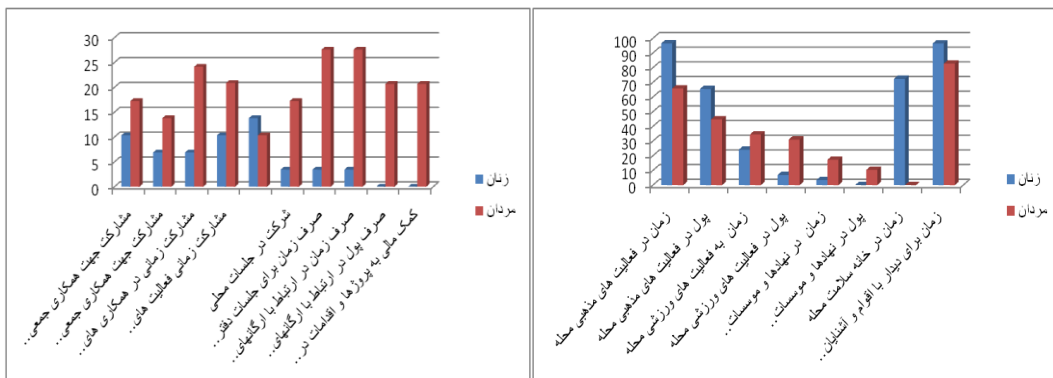 30
25
20
15
10
5
0
مشارکت جهت همکاری جمعی..
مشارکت جهت همکاری جمعی..
مشارکت زمانی در همکاری های..
مشارکت زمانی فعالیت های..
شرکت در جلسات محلی
صرف زمان برای جلسات دفتر..
صرف زمان در ارتباط با ارگانهای..
صرف پول در ارتباط با ارگانهای..
کمک مالی به پروژها و اقدامات در..
زنان
مردان
100
90
80
70
60
50
40
30
20
10
0
زمان در فعالیت های مذهبی محله
پول در فعالیت های مذهبی محله
زمان به فعالیت های ورزشی محله
پول در فعالیت های ورزشی محله
زمان در نهادها و موسسات..
پول در نهادها و موسسات..
زمان در خانه سلامت محله
زمان برای دیدار با اقوام و آشنایان..
زنان
مردان